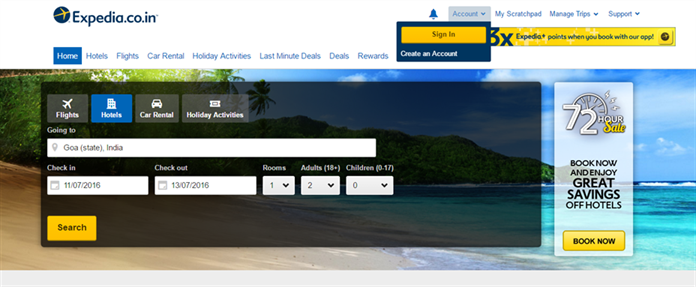 Expedia.co.in
Account
My Scratchpad
Manage Trips
Support
Sign In
Create an Account
3x Expedia+ points when you book with our app!
Home
Hotels
Flights
Car Rental
Holiday Activities
Last Minute Deals
Deals
Rewards
Flights
Hotels
Car Rental
Holiday Activities
Going to
Goa (state), India
Check in
Check out
Rooms
Adults (18+)
Children (0-17)
11/07/2016
13/07/2016
1
2
0
Search
72
HOUR
Sale
BOOK NOW
AND ENJOY
GREAT
SAVINGS
OFF HOTELS
BOOK NOW